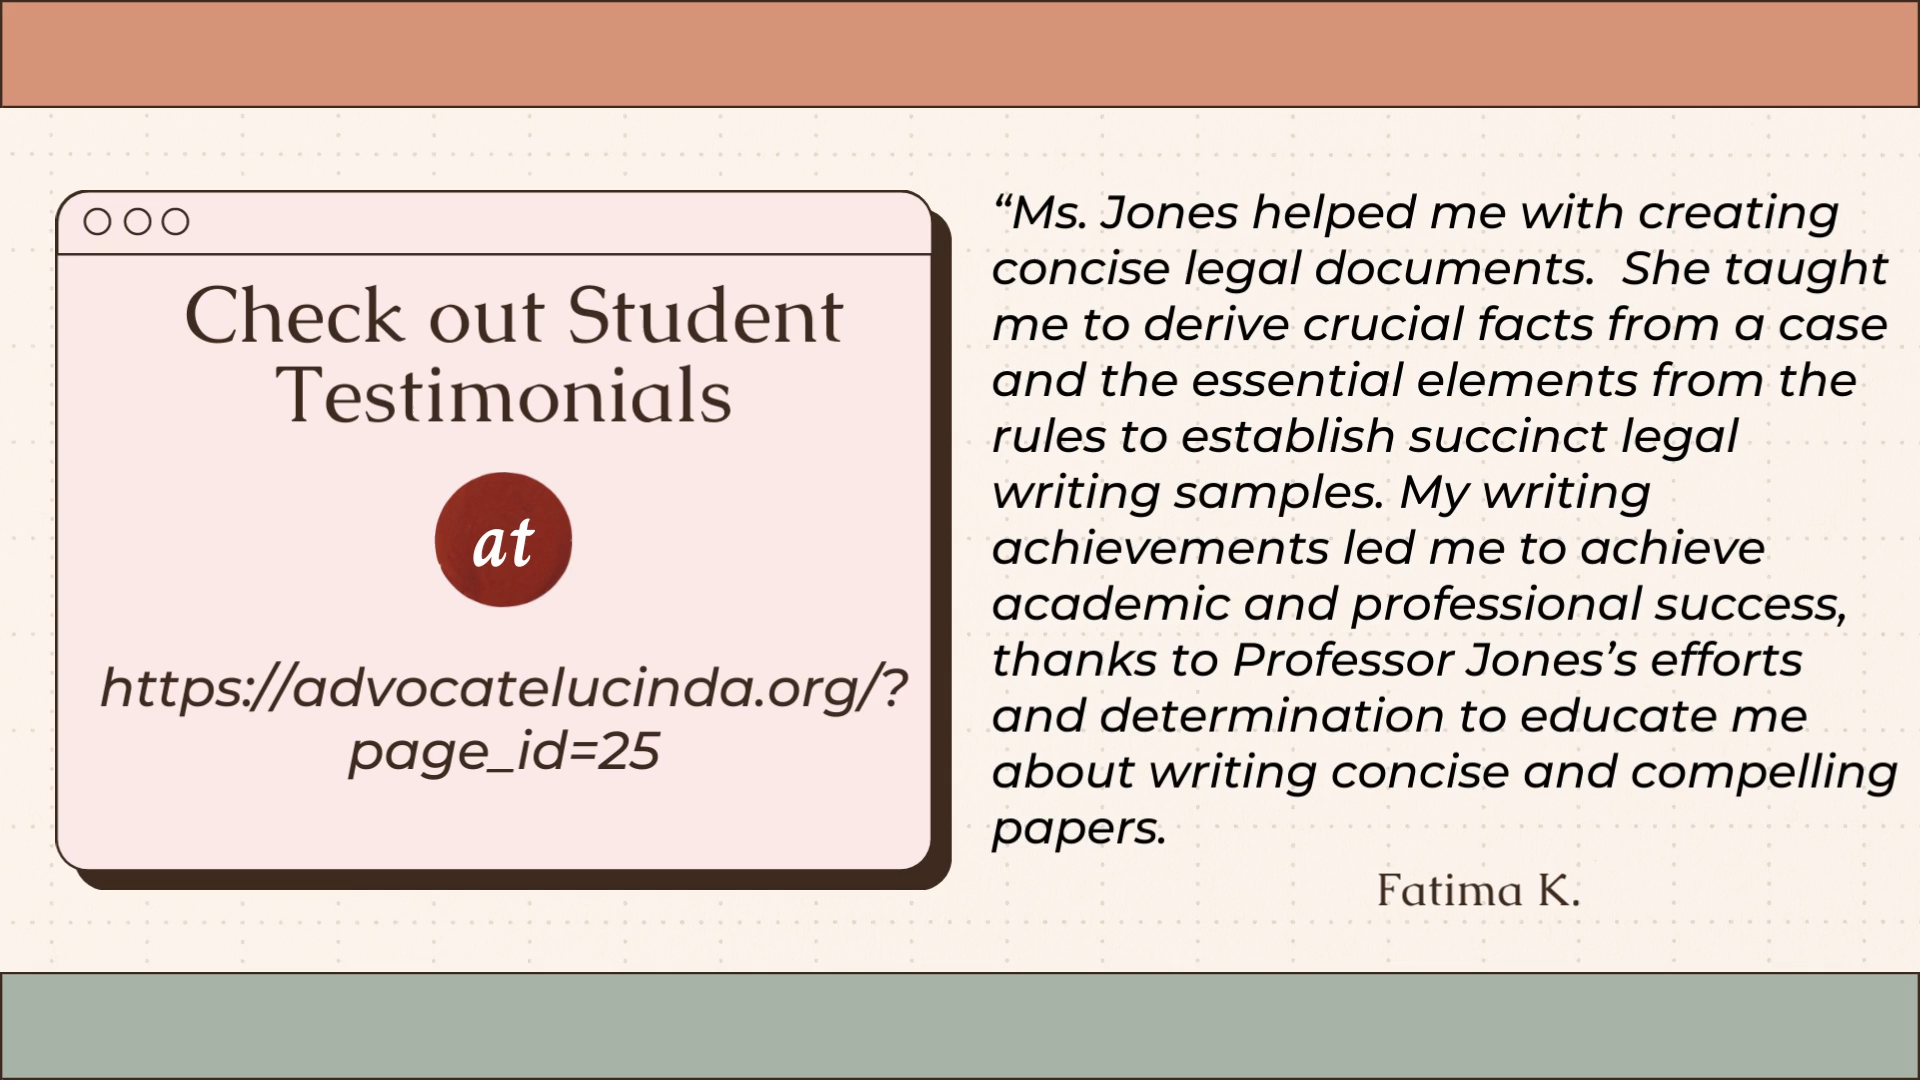 Check out Student
Testimonials
at
https://advocatelucinda.org/?
page_id=25
“Ms. Jones helped me with creating
concise legal documents.  She taught
me to derive crucial facts from a case
and the essential elements from the
rules to establish succinct legal
writing samples. My writing
achievements led me to achieve
academic and professional success,
thanks to Professor Jones’s efforts
and determination to educate me
about writing concise and compelling
papers.
Fatima K.